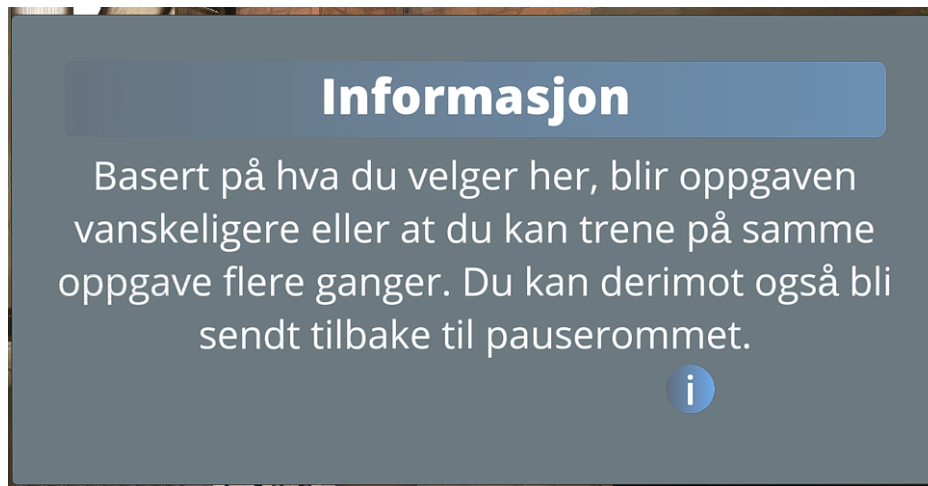 Informasjon
Basert på hva du velger her, blir oppgaven
vanskeligere eller at du kan trene på samme
oppgave flere ganger. Du kan derimot også bli
sendt tilbake til pauserommet.
i